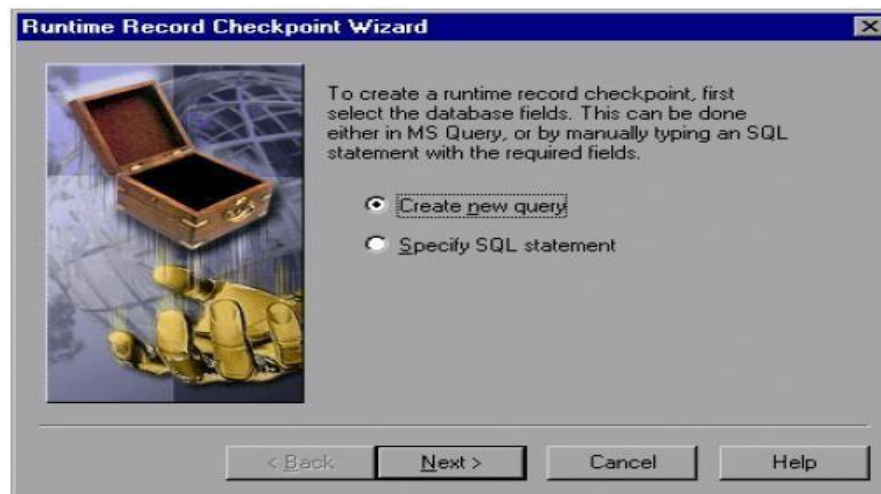 Runtime Record Checkpoint Wizard
To create a runtime record checkpoint, first
select the database fields. This can be done
either in MS Query, or by manually typing an SQL
statement with the required fields.
Create new query
Specify SQL statement
< Back
Next >
Cancel
Help